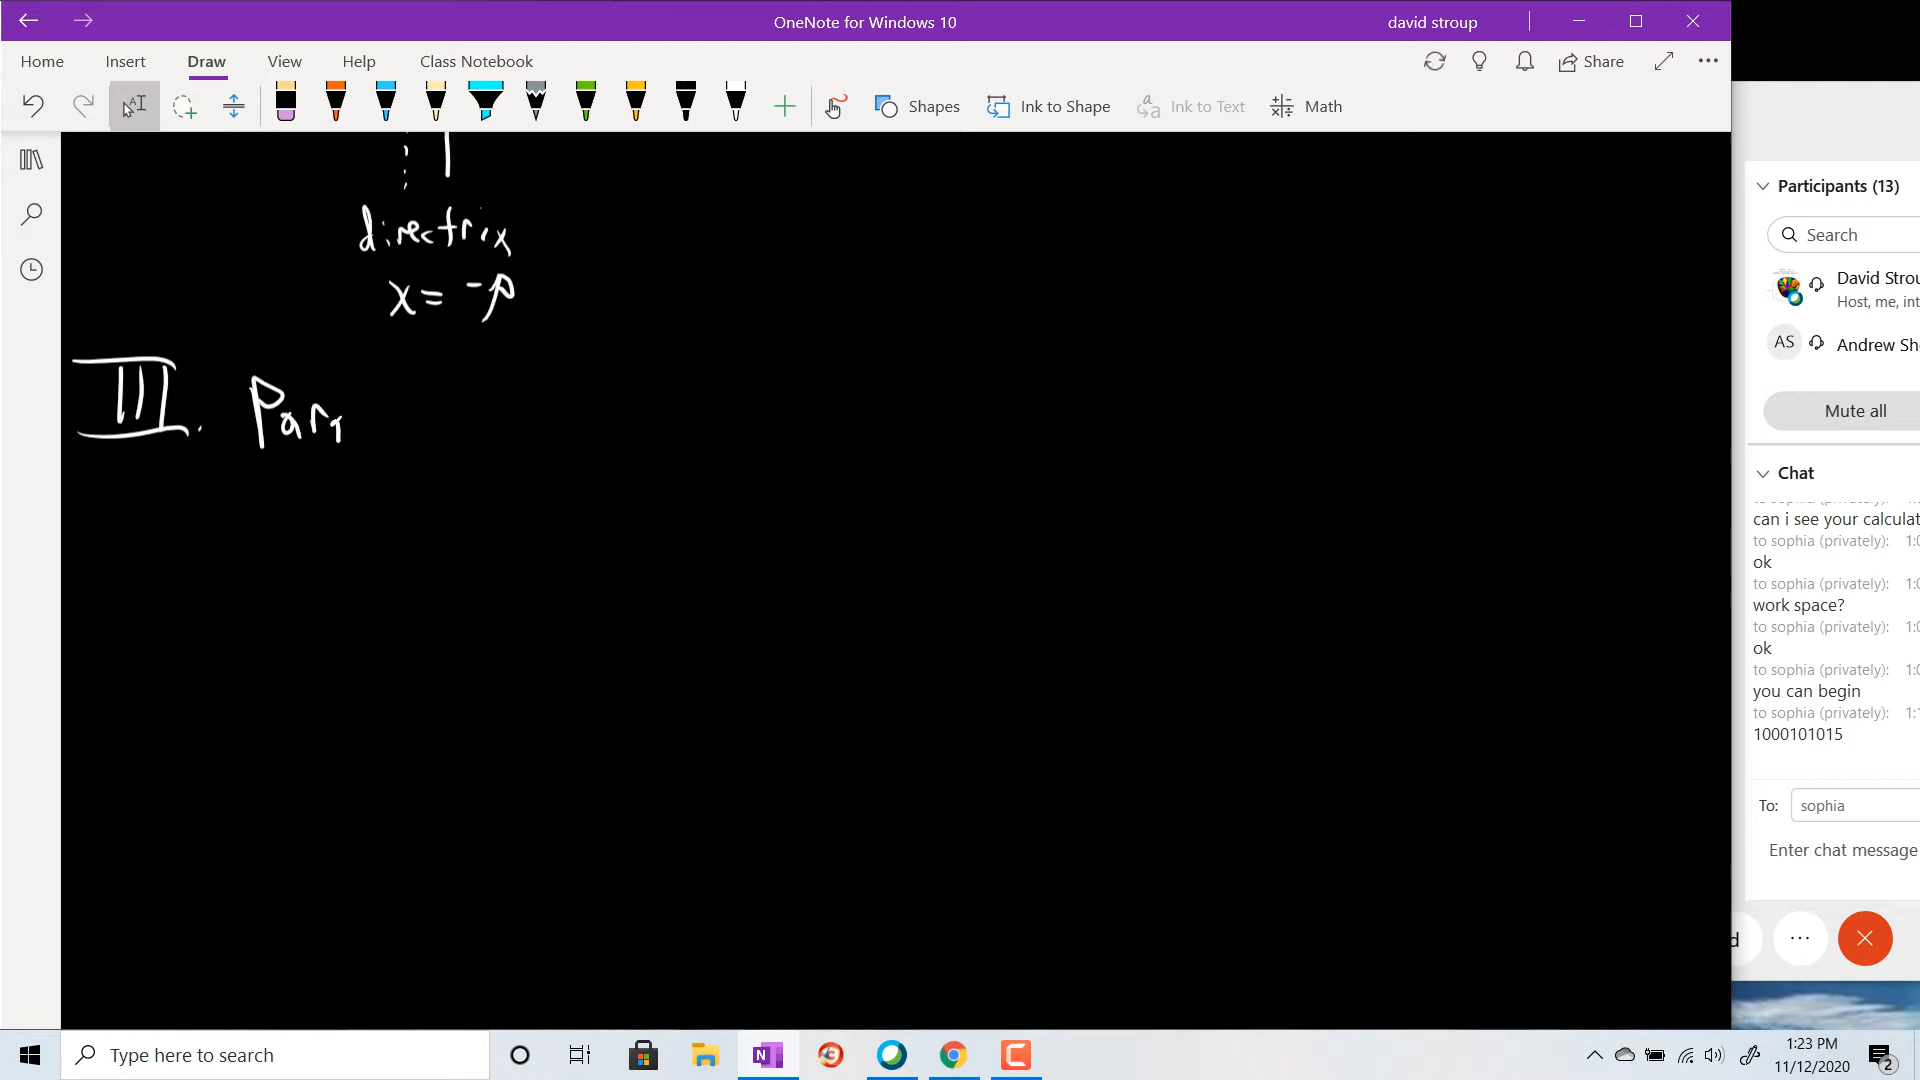 OneNote for Windows 10
david stroup
Home Insert Draw View Help Class Notebook
Share
Shapes Ink to Shape Ink to Text Math
directrix
x = -p
III. Para
Participants (13)
Search
David Strou
Host, me, int
AS Andrew She
Mute all
Chat
can i see your calculat
to sophia (privately):
ok
to sophia (privately):
work space?
to sophia (privately):
ok
to sophia (privately):
you can begin
to sophia (privately):
1000101015
To: sophia
Enter chat message
d
Type here to search
1:23 PM
11/12/2020
2